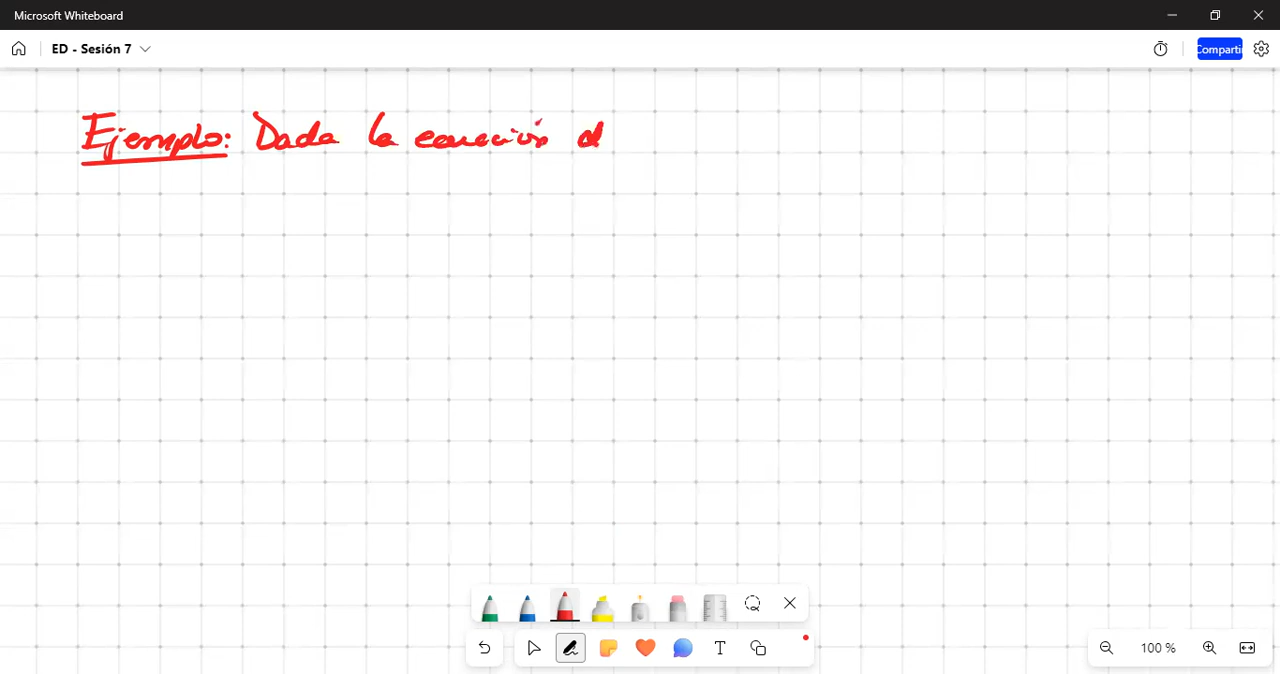 Microsoft Whiteboard
ED - Sesión 7
Comparti
Ejemplo: Dada la ecuación d
T
100 %